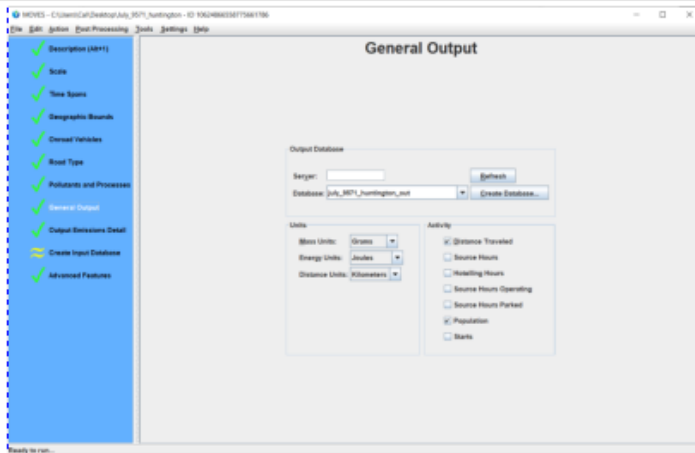 MOVES - C:\Users\Cal\Desktop\July_9571_huntington - ID 10624866550775661786
File Edit Action Post Processing Tools Settings Help
Description (Alt+1)
Scale
Time Spans
Geographic Bounds
Onroad Vehicles
Road Type
Pollutants and Processes
General Output
Output Emissions Detail
Create Input Database
Advanced Features
General Output
Output Database
Server:
Refresh
Database: july_9571_huntington_out
Create Database...
Units
Mass Units: Grams
Energy Units: Joules
Distance Units: Kilometers
Activity
Distance Traveled
Source Hours
Hotelling Hours
Source Hours Operating
Source Hours Parked
Population
Starts
Ready to run...